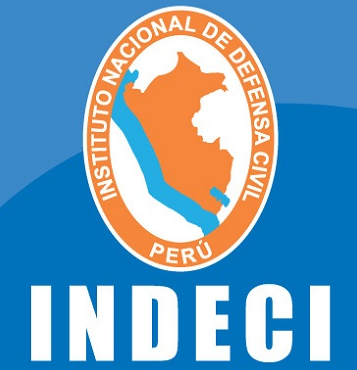 INSTITUTO NACIONAL DE DEFENSA CIVIL
PERÚ
INDECI